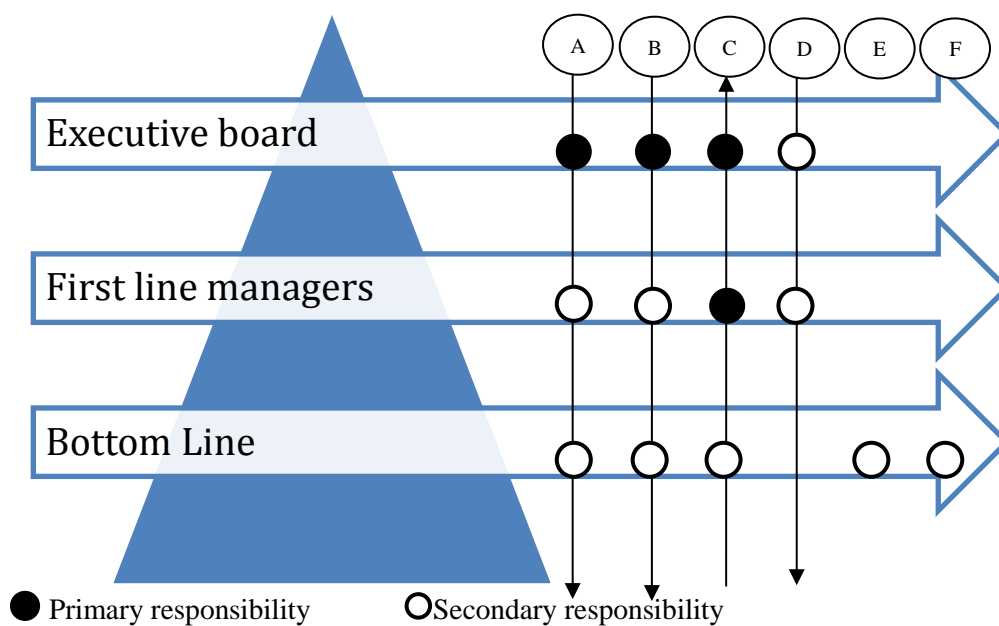 A B C D E F
Executive board
First line managers
Bottom Line
Primary responsibility Secondary responsibility